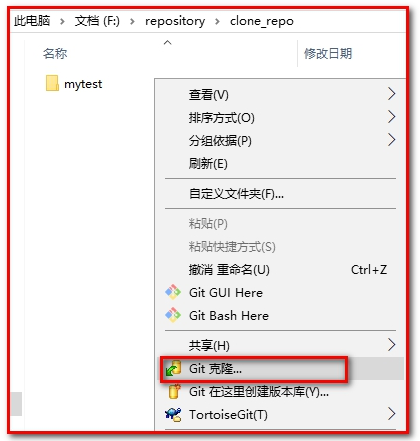 此电脑 > 文档 (F:) > repository > clone_repo
名称 修改日期
mytest
查看(V)
排序方式(O)
分组依据(P)
刷新(E)
自定义文件夹(F)...
粘贴(P)
粘贴快捷方式(S)
撤消 重命名(U) Ctrl+Z
Git GUI Here
Git Bash Here
共享(H)
Git 克隆...
Git 在这里创建版本库(Y)...
TortoiseGit(T)